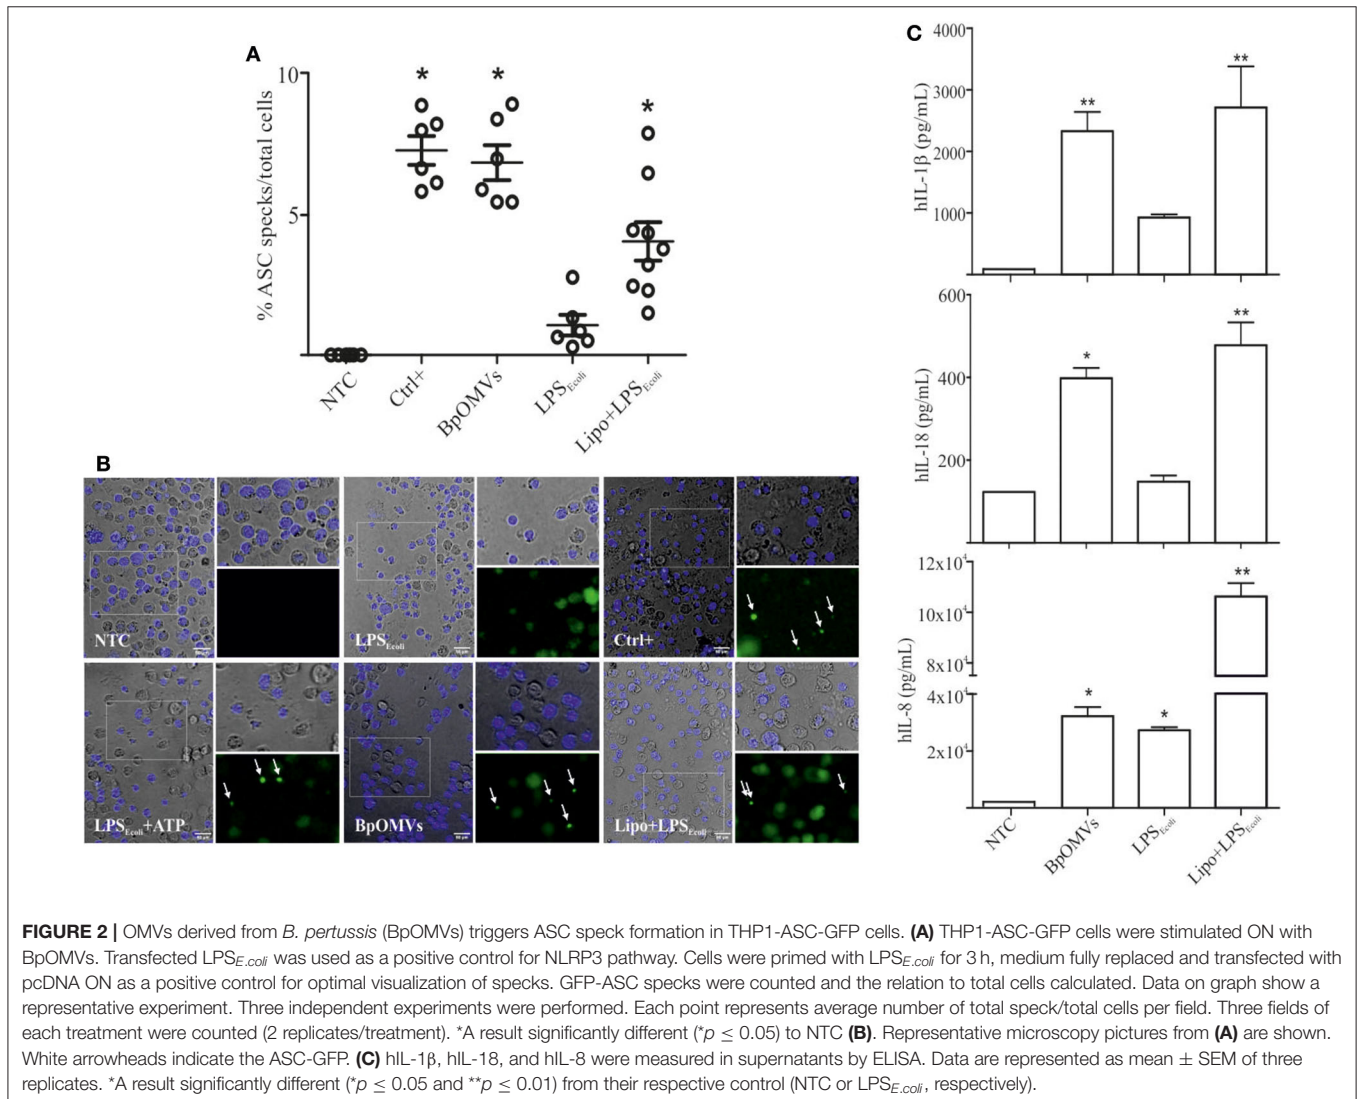 A
% ASC specks/total cells
10
5
*
*
*
NTC
Ctrl+
BpOMVs
LPS_Ecoli
Lipo+LPS_Ecoli
B
NTC
LPS_Ecoli
Ctrl+
LPS_Ecoli+ATP
BpOMVs
Lipo+LPS_Ecoli
C
hIL-1β (pg/mL)
4000
3000
2000
1000
**
**
hIL-18 (pg/mL)
600
400
200
*
**
hIL-8 (pg/mL)
12x10⁴
10x10⁴
8x10⁴
4x10⁴
2x10⁴
*
*
**
NTC
BpOMVs
LPS_Ecoli
Lipo+LPS_Ecoli
FIGURE 2 | OMVs derived from B. pertussis (BpOMVs) triggers ASC speck formation in THP1-ASC-GFP cells. (A) THP1-ASC-GFP cells were stimulated ON with
BpOMVs. Transfected LPS_E.coli was used as a positive control for NLRP3 pathway. Cells were primed with LPS_E.coli for 3 h, medium fully replaced and transfected with
pcDNA ON as a positive control for optimal visualization of specks. GFP-ASC specks were counted and the relation to total cells calculated. Data on graph show a
representative experiment. Three independent experiments were performed. Each point represents average number of total speck/total cells per field. Three fields of
each treatment were counted (2 replicates/treatment). *A result significantly different (*p ≤ 0.05) to NTC (B). Representative microscopy pictures from (A) are shown.
White arrowheads indicate the ASC-GFP. (C) hIL-1β, hIL-18, and hIL-8 were measured in supernatants by ELISA. Data are represented as mean ± SEM of three
replicates. *A result significantly different (*p ≤ 0.05 and **p ≤ 0.01) from their respective control (NTC or LPS_E.coli, respectively).